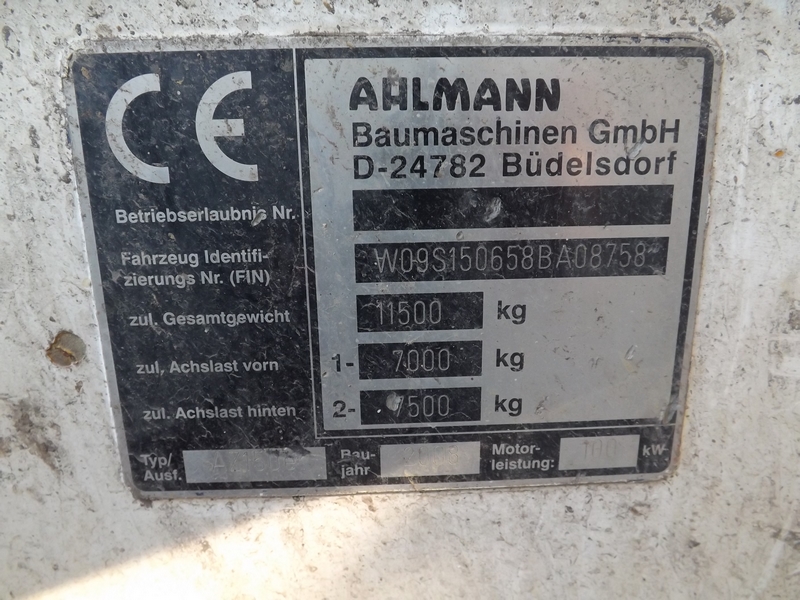 CE
AHLMANN
Baumaschinen GmbH
D-24782 Büdelsdorf
Betriebserlaubnis Nr.
Fahrzeug Identifi-
zierungs Nr. (FIN) W09S150658BA08758
zul. Gesamtgewicht 11500 kg
zul. Achslast vorn 1- 7000 kg
zul. Achslast hinten 2- 7500 kg
Typ/
Ausf.
Bau-
jahr
Motor-
leistung: kW